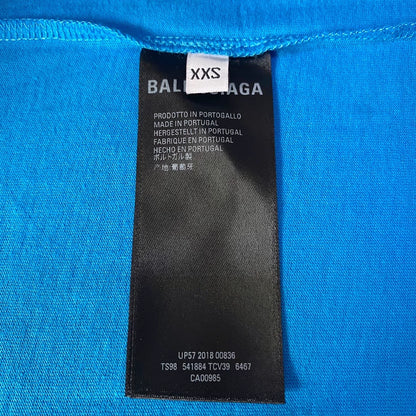 XXS
BALENCIAGA
PRODOTTO IN PORTOGALLO
MADE IN PORTUGAL
HERGESTELLT IN PORTUGAL
FABRIQUE EN PORTUGAL
HECHO EN PORTUGAL
ポルトガル製
产地:葡萄牙
UP57 2018 00836
TS98 541884 TCV39 6467
CA00985